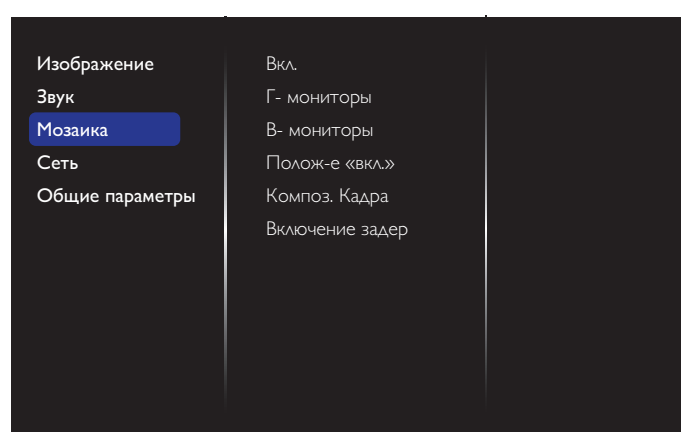 Изображение
Звук
Мозаика
Сеть
Общие параметры
Вкл.
Г- мониторы
В- мониторы
Полож-е «вкл.»
Композ. Кадра
Включение задер